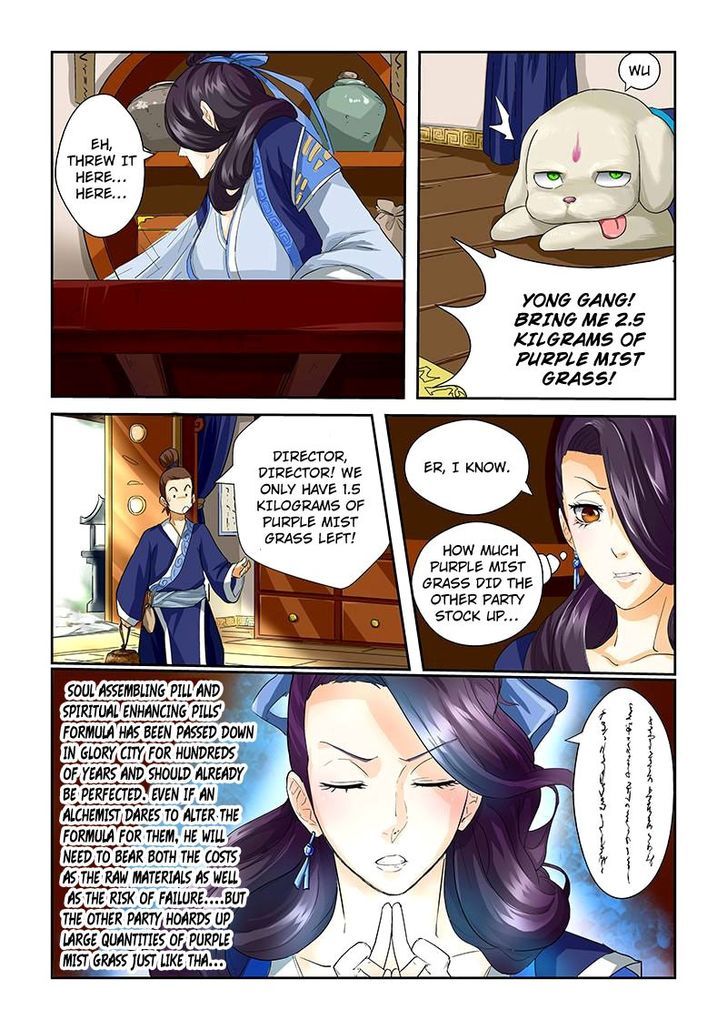 EH,
THREW IT
HERE...
HERE...
WU
YONG GANG!
BRING ME 2.5
KILGRAMS OF
PURPLE MIST
GRASS!
DIRECTOR,
DIRECTOR! WE
ONLY HAVE 1.5
KILOGRAMS OF
PURPLE MIST
GRASS LEFT!
ER, I KNOW.
HOW MUCH
PURPLE MIST
GRASS DID THE
OTHER PARTY
STOCK UP...
SOUL ASSEMBLING PILL AND
SPIRITUAL ENHANCING PILLS'
FORMULA HAS BEEN PASSED DOWN
IN GLORY CITY FOR HUNDREDS
OF YEARS AND SHOULD ALREADY
BE PERFECTED. EVEN IF AN
ALCHEMIST DARES TO ALTER THE
FORMULA FOR THEM, HE WILL
NEED TO BEAR BOTH THE COSTS
AS THE RAW MATERIALS AS WELL
AS THE RISK OF FAILURE....BUT
THE OTHER PARTY HOARDS UP
LARGE QUANTITIES OF PURPLE
MIST GRASS JUST LIKE THA...